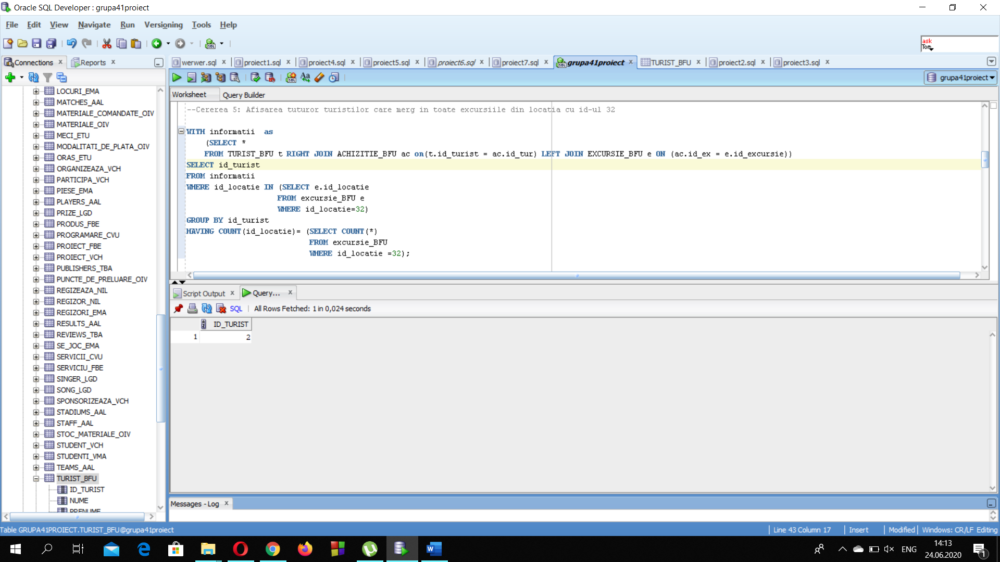 Oracle SQL Developer : grupa41proiect
File Edit View Navigate Run Versioning Tools Help
ask
Tom
Connections Reports
werwer.sql proiect1.sql proiect4.sql proiect5.sql proiect6.sql proiect7.sql grupa41proiect TURIST_BFU proiect2.sql proiect3.sql
grupa41proiect
Worksheet Query Builder
LOCURI_EMA
MATCHES_AAL
MATERIALE_COMANDATE_OIV
MATERIALE_OIV
MECI_ETU
MODALITATI_DE_PLATA_OIV
ORAS_ETU
ORGANIZEAZA_VCH
PARTICIPA_VCH
PIESE_EMA
PLAYERS_AAL
PRIZE_LGD
PRODUS_FBE
PROGRAMARE_CVU
PROIECT_FBE
PROIECT_VCH
PUBLISHERS_TBA
PUNCTE_DE_PRELUARE_OIV
REGIZEAZA_NIL
REGIZOR_NIL
REGIZORI_EMA
RESULTS_AAL
REVIEWS_TBA
SE_JOC_EMA
SERVICII_CVU
SERVICIU_FBE
SINGER_LGD
SONG_LGD
SPONSORIZEAZA_VCH
STADIUMS_AAL
STAFF_AAL
STOC_MATERIALE_OIV
STUDENT_VCH
STUDENTI_VMA
TEAMS_AAL
TURIST_BFU
ID_TURIST
NUME
PRENUME
--Cererea 5: Afisarea tuturor turistilor care merg in toate excursiile din locatia cu id-ul 32
WITH informatii as
(SELECT *
FROM TURIST_BFU t RIGHT JOIN ACHIZITIE_BFU ac on(t.id_turist = ac.id_tur) LEFT JOIN EXCURSIE_BFU e ON (ac.id_ex = e.id_excursie))
SELECT id_turist
FROM informatii
WHERE id_locatie IN (SELECT e.id_locatie
FROM excursie_BFU e
WHERE id_locatie=32)
GROUP BY id_turist
HAVING COUNT(id_locatie)= (SELECT COUNT(*)
FROM excursie_BFU
WHERE id_locatie =32);
Script Output Query...
SQL All Rows Fetched: 1 in 0,024 seconds
ID_TURIST
1 2
Messages - Log
Table GRUPA41PROIECT.TURIST_BFU@grupa41proiect
Line 43 Column 17 Insert Modified Windows: CR/LF Editing
ENG
14:13
24.06.2020
1